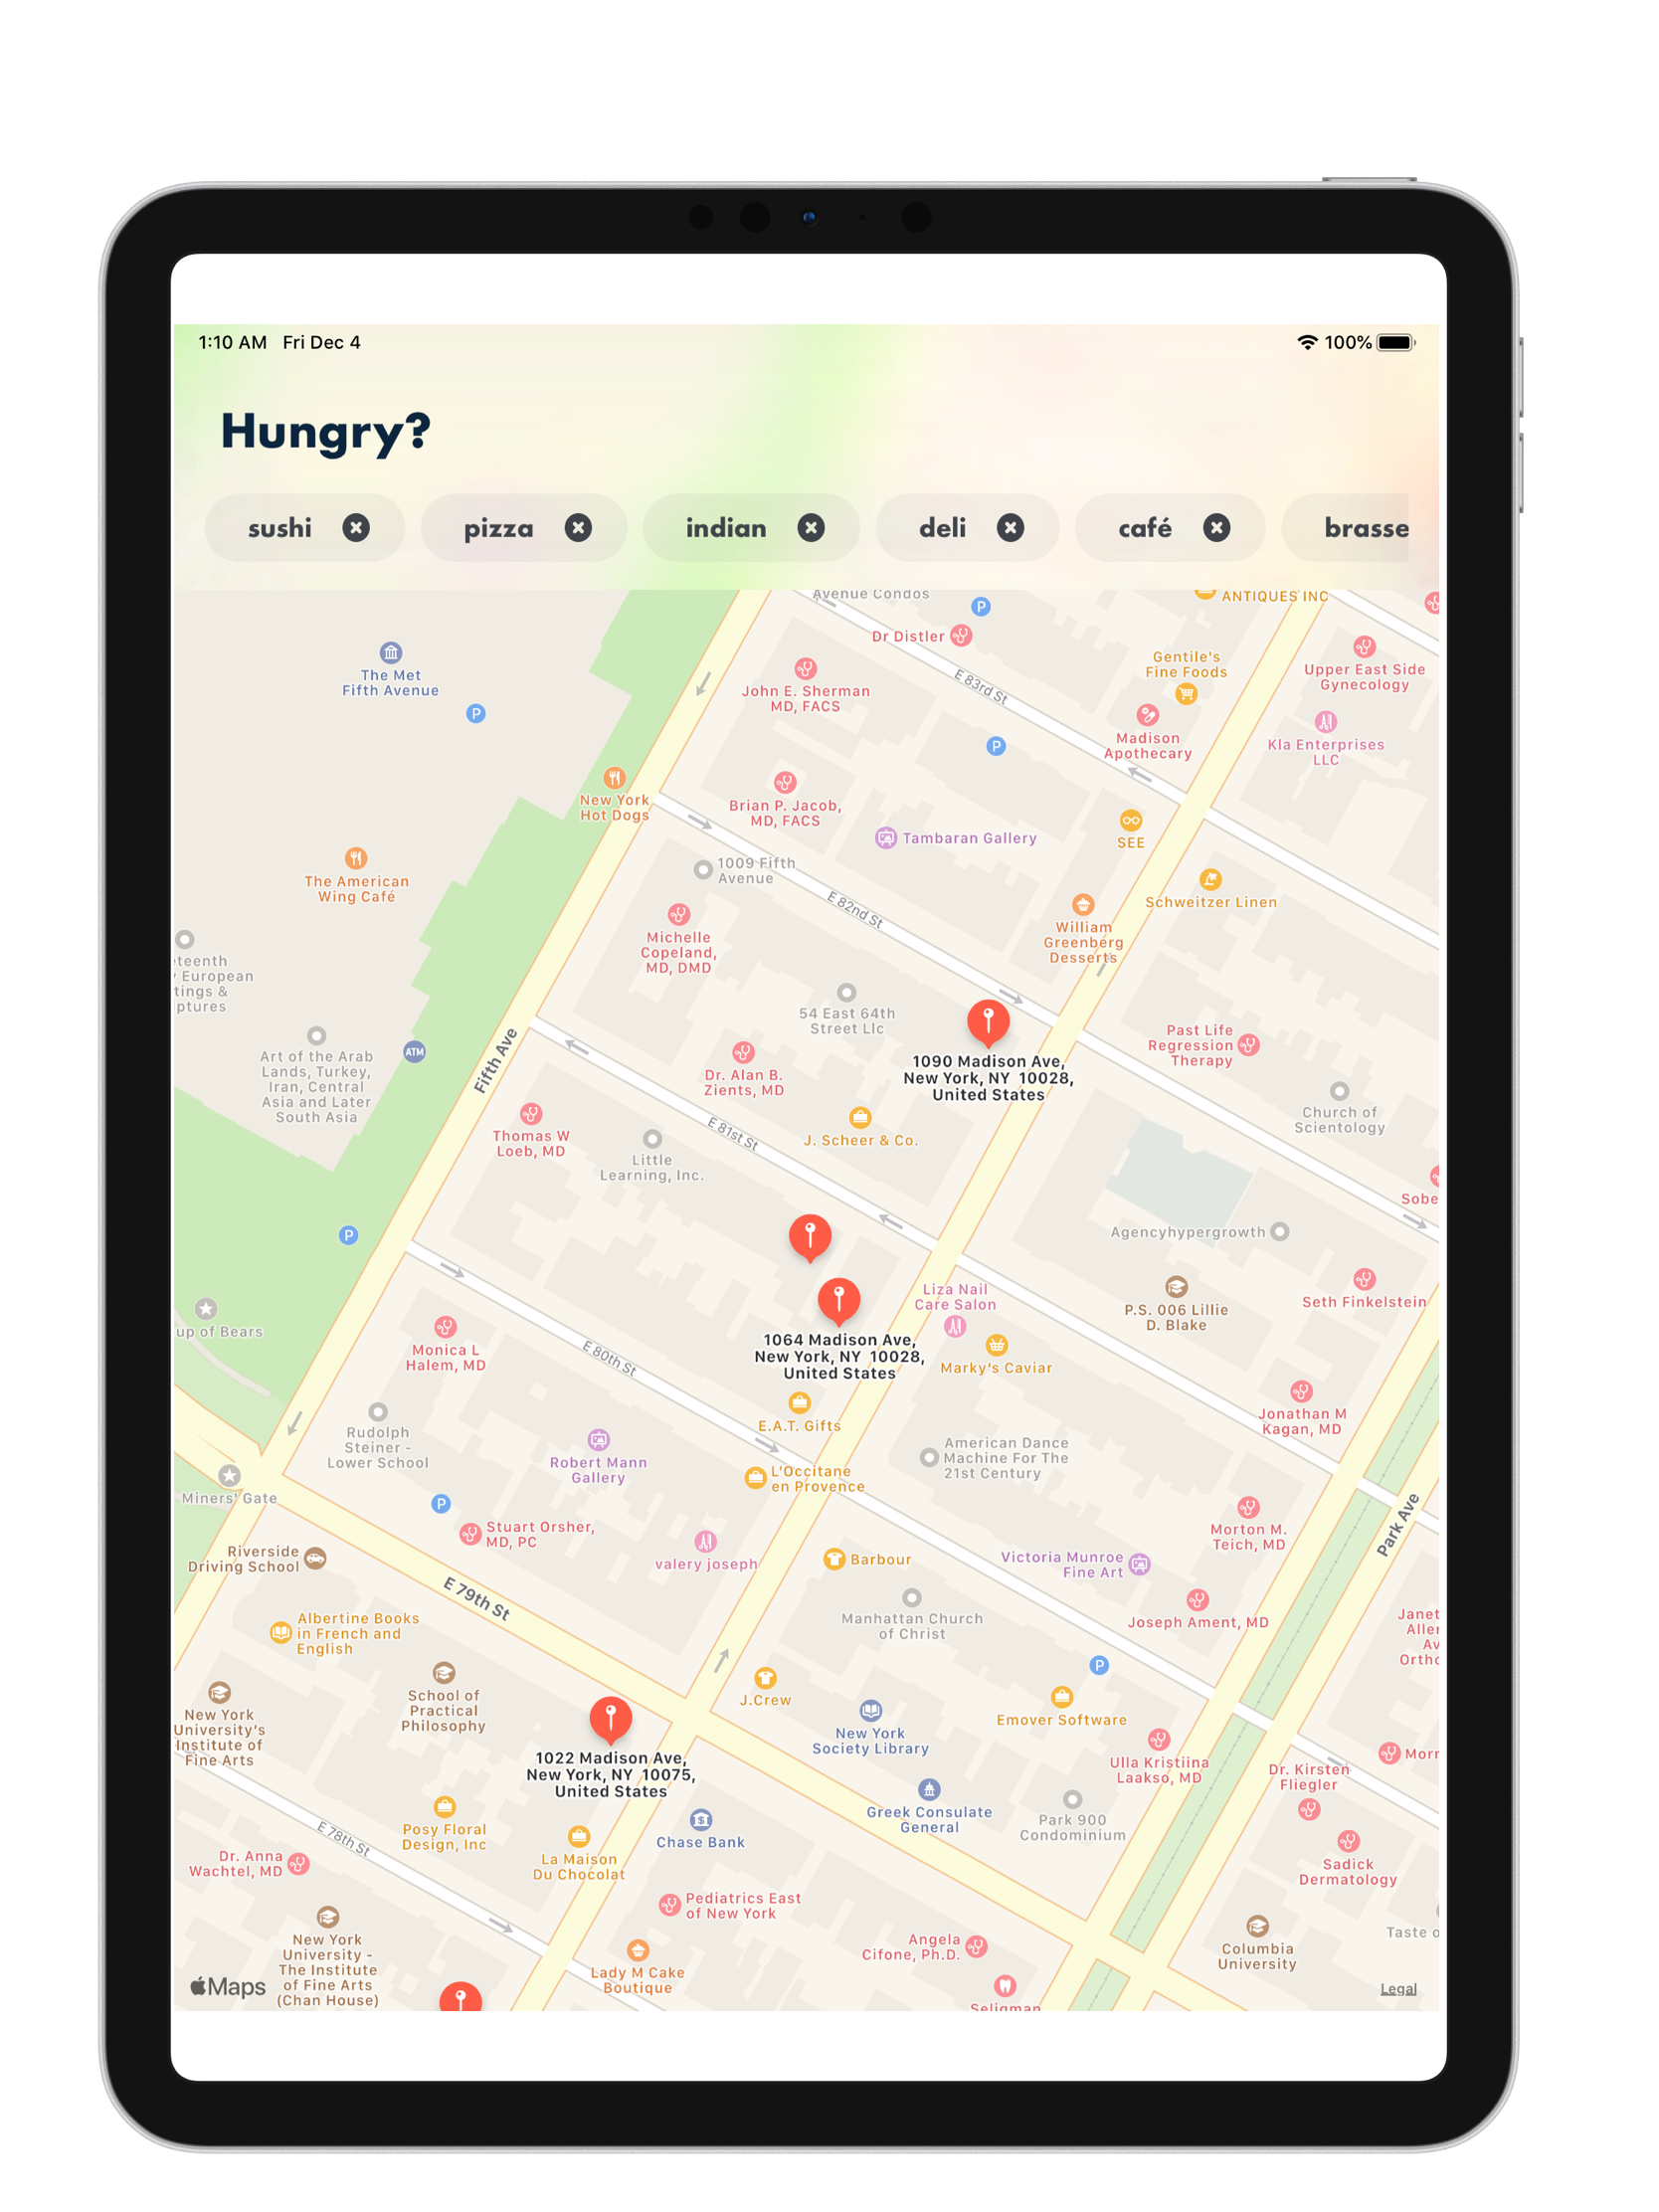 1:10 AM Fri Dec 4
100%
Hungry?
sushi
pizza
indian
deli
café
brasse
Avenue Condos
P
ANTIQUES INC
Dr Distler
The Met
Fifth Avenue
P
John E. Sherman
MD, FACS
E 83rd St
Gentile's
Fine Foods
Upper East Side
Gynecology
Madison
Apothecary
Kla Enterprises
LLC
P
New York
Hot Dogs
Brian P. Jacob,
MD, FACS
Tambaran Gallery
SEE
The American
Wing Café
1009 Fifth
Avenue
E 82nd St
Schweitzer Linen
William
Greenberg
Desserts
Michelle
Copeland,
MD, DMD
teenth
y European
tings &
ptures
54 East 64th
Street Llc
Art of the Arab
Lands, Turkey,
Iran, Central
Asia and Later
South Asia
ATM
Fifth Ave
Dr. Alan B.
Zients, MD
1090 Madison Ave,
New York, NY 10028,
United States
Past Life
Regression
Therapy
Church of
Scientology
Thomas W
Loeb, MD
Little
Learning, Inc.
E 81st St
J. Scheer & Co.
Sobe
P
Agencyhypergrowth
up of Bears
Liza Nail
Care Salon
P.S. 006 Lillie
D. Blake
Seth Finkelstein
Monica L
Halem, MD
E 80th St
1064 Madison Ave,
New York, NY 10028,
United States
Marky's Caviar
E.A.T. Gifts
Jonathan M
Kagan, MD
Rudolph
Steiner -
Lower School
Robert Mann
Gallery
L'Occitane
en Provence
American Dance
Machine For The
21st Century
Miners' Gate
P
Stuart Orsher,
MD, PC
valery joseph
Morton M.
Teich, MD
Park Ave
Riverside
Driving School
E 79th St
Barbour
Victoria Munroe
Fine Art
Albertine Books
in French and
English
Manhattan Church
of Christ
Joseph Ament, MD
Janet
Aller
Av
Ortho
P
New York
University's
Institute of
Fine Arts
School of
Practical
Philosophy
J.Crew
New York
Society Library
Emover Software
1022 Madison Ave,
New York, NY 10075,
United States
Ulla Kristiina
Laakso, MD
Dr. Kirsten
Fliegler
Morr
E 78th St
Posy Floral
Design, Inc
Chase Bank
Greek Consulate
General
Park 900
Condominium
Dr. Anna
Wachtel, MD
La Maison
Du Chocolat
Sadick
Dermatology
Pediatrics East
of New York
New York
University -
The Institute
of Fine Arts
(Chan House)
Lady M Cake
Boutique
Angela
Cifone, Ph.D.
Columbia
University
Taste o
Maps
Seligman
Legal